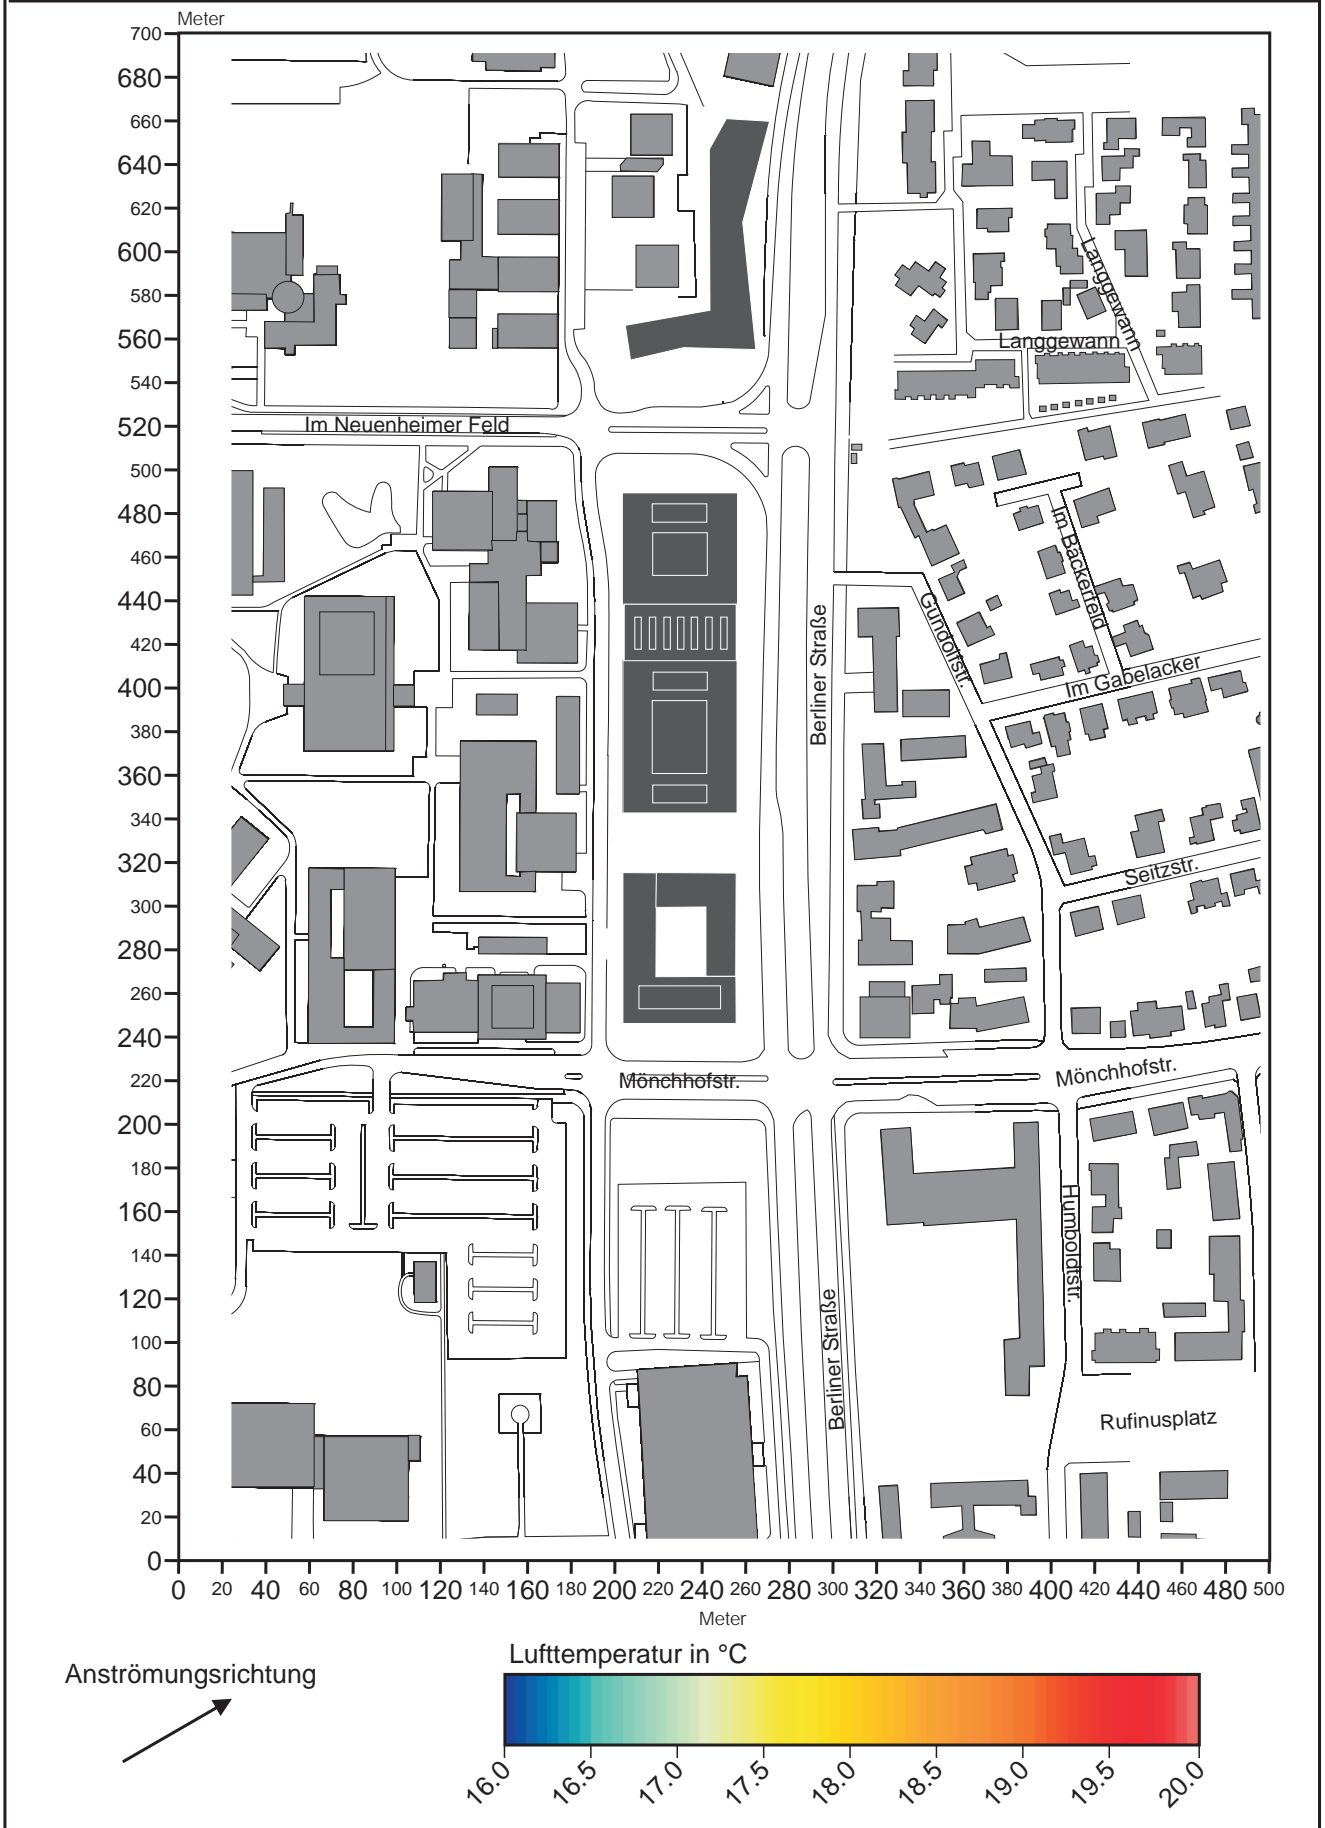 Meter
700
680
660
640
620
600
580
560
540
520
500
480
460
440
420
400
380
360
340
320
300
280
260
240
220
200
180
160
140
120
100
80
60
40
20
0
Langgewann
Langgewann
Im Neuenheimer Feld
Im Bäckerfeld
Gundolfstr.
Berliner Straße
Im Gabelacker
Seitzstr.
Mönchhofstr.
Mönchhofstr.
Humboldtstr.
Berliner Straße
Rufinusplatz
0 20 40 60 80 100 120 140 160 180 200 220 240 260 280 300 320 340 360 380 400 420 440 460 480 500
Meter
Lufttemperatur in °C
Anströmungsrichtung
16.0 16.5 17.0 17.5 18.0 18.5 19.0 19.5 20.0